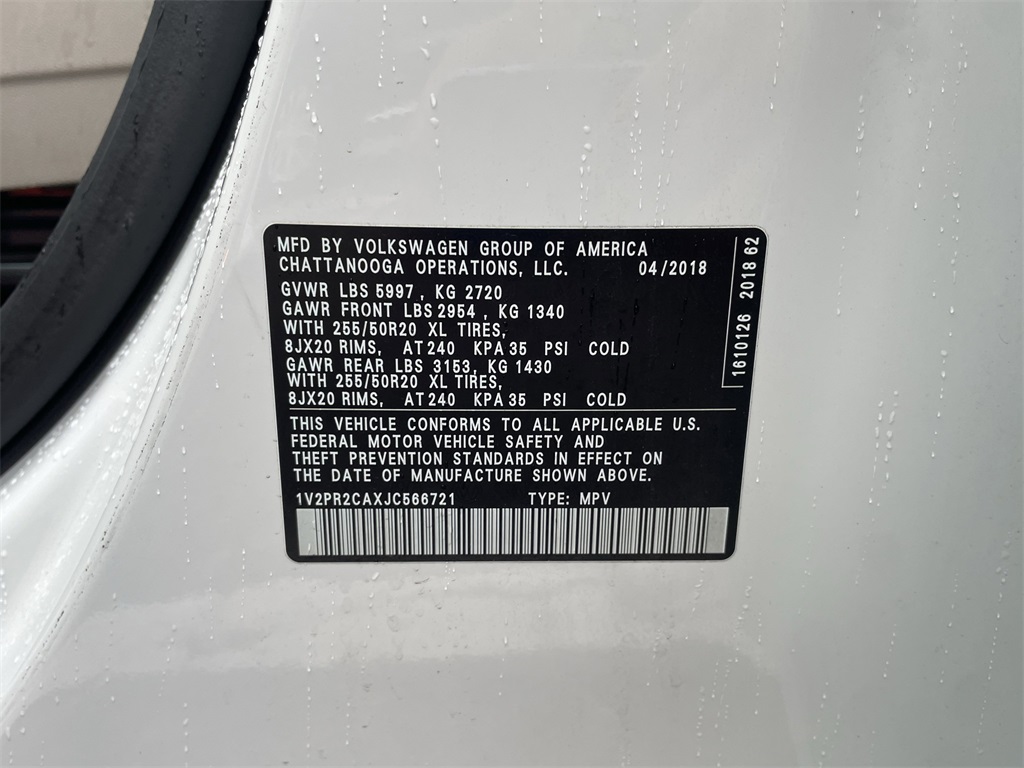 MFD BY VOLKSWAGEN GROUP OF AMERICA
CHATTANOOGA OPERATIONS, LLC. 04/2018
GVWR LBS 5997 , KG 2720
GAWR FRONT LBS 2954 , KG 1340
WITH 255/50R20 XL TIRES,
8JX20 RIMS, AT 240 KPA 35 PSI COLD
GAWR REAR LBS 3153, KG 1430
WITH 255/50R20 XL TIRES,
8JX20 RIMS, AT 240 KPA 35 PSI COLD
THIS VEHICLE CONFORMS TO ALL APPLICABLE U.S.
FEDERAL MOTOR VEHICLE SAFETY AND
THEFT PREVENTION STANDARDS IN EFFECT ON
THE DATE OF MANUFACTURE SHOWN ABOVE.
1V2PR2CAXJC566721 TYPE: MPV
1610126 2018 62